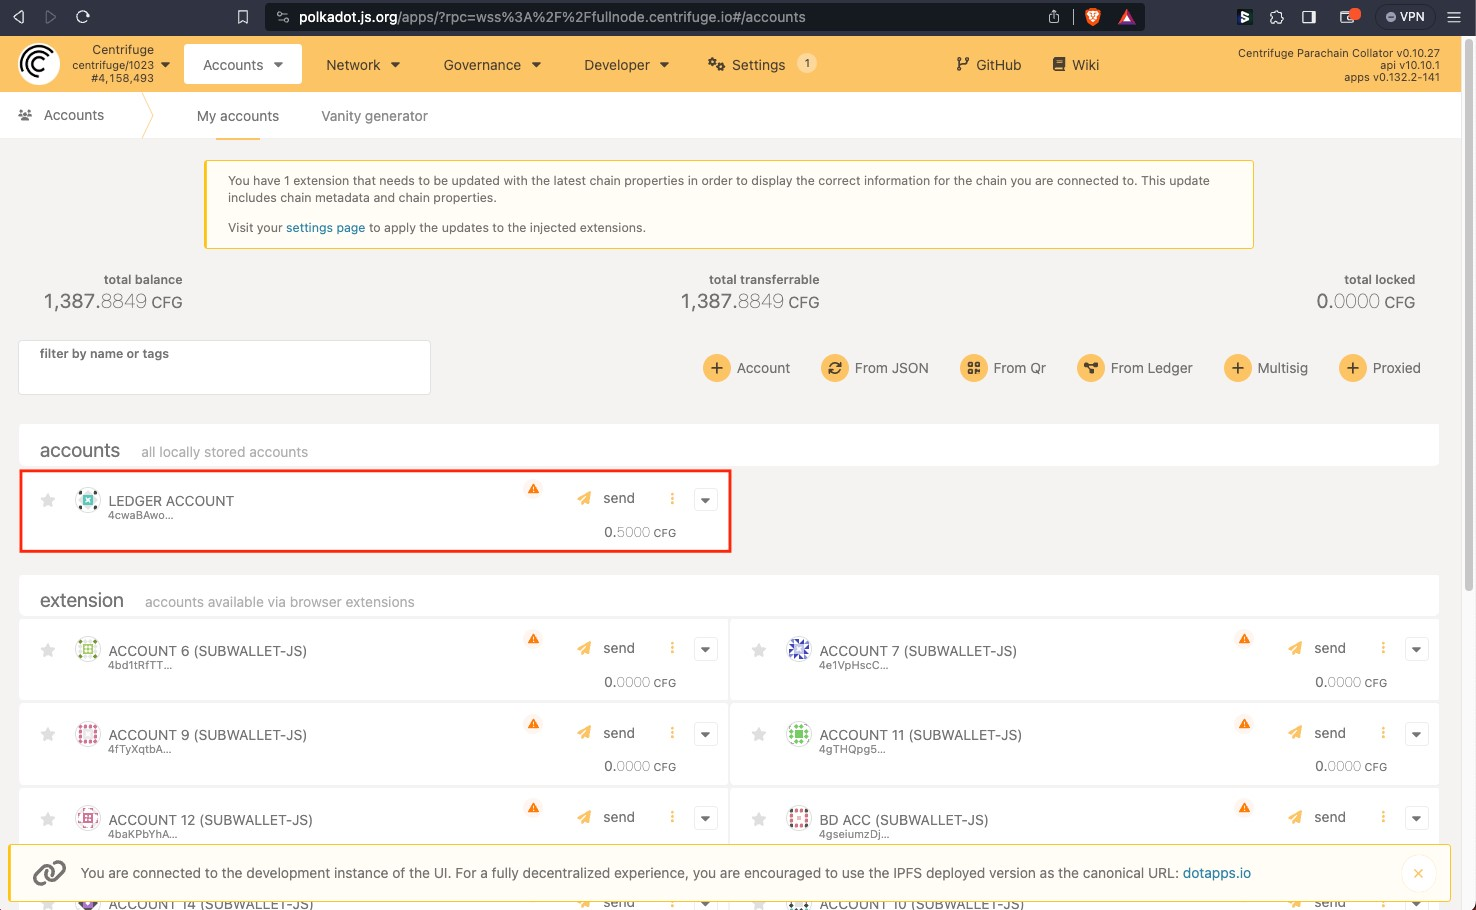 polkadot.js.org/apps/?rpc=wss%3A%2F%2Ffullnode.centrifuge.io#/accounts
VPN
Centrifuge
centrifuge/1023
#4,158,493
Accounts
Network
Governance
Developer
Settings
1
GitHub
Wiki
Centrifuge Parachain Collator v0.10.27
api v10.10.1
apps v0.132.2-141
Accounts
My accounts
Vanity generator
You have 1 extension that needs to be updated with the latest chain properties in order to display the correct information for the chain you are connected to. This update
includes chain metadata and chain properties.
Visit your settings page to apply the updates to the injected extensions.
total balance
1,387.8849 CFG
total transferrable
1,387.8849 CFG
total locked
0.0000 CFG
filter by name or tags
Account
From JSON
From Qr
From Ledger
Multisig
Proxied
accounts
all locally stored accounts
LEDGER ACCOUNT
4cwaBAwo...
send
0.5000 CFG
extension
accounts available via browser extensions
ACCOUNT 6 (SUBWALLET-JS)
4bd1tRfTT...
send
0.0000 CFG
ACCOUNT 7 (SUBWALLET-JS)
4e1VpHscC...
send
0.0000 CFG
ACCOUNT 9 (SUBWALLET-JS)
4fTyXqtbA...
send
0.0000 CFG
ACCOUNT 11 (SUBWALLET-JS)
4gTHQpg5...
send
0.0000 CFG
ACCOUNT 12 (SUBWALLET-JS)
4baKPbYhA...
send
BD ACC (SUBWALLET-JS)
4gseiumzDj...
send
You are connected to the development instance of the UI. For a fully decentralized experience, you are encouraged to use the IPFS deployed version as the canonical URL: dotapps.io
ACCOUNT 14 (SUBWALLET-JS)
send
ACCOUNT 10 (SUBWALLET-JS)
send